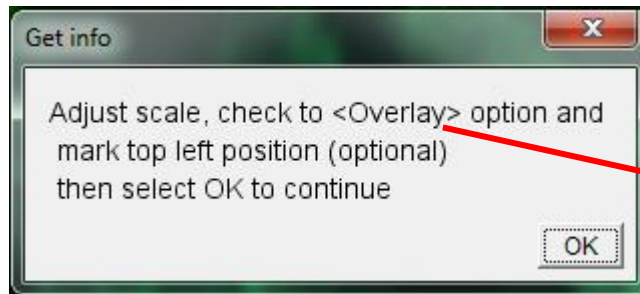 Get info
Adjust scale, check to <Overlay> option and
mark top left position (optional)
then select OK to continue
OK